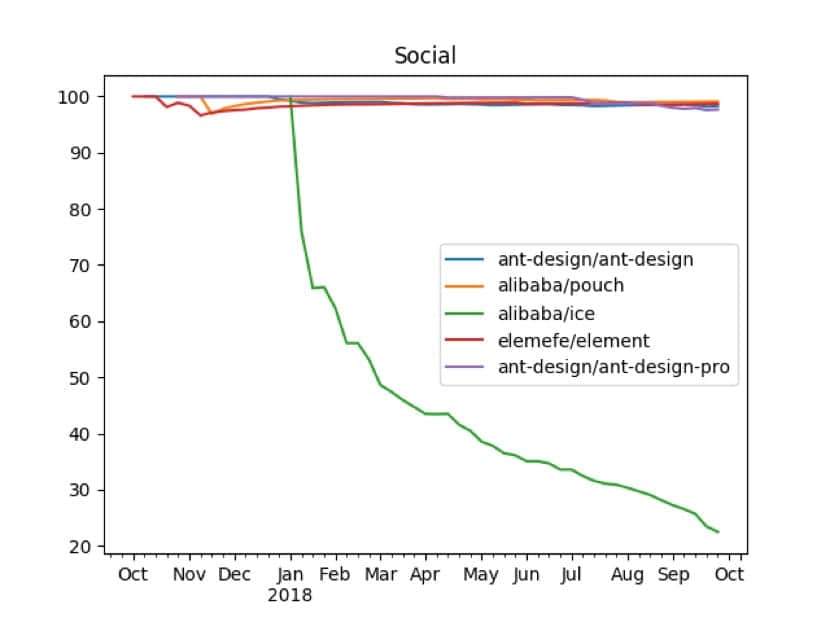 Social
100
90
80
70
60
50
40
30
20
ant-design/ant-design
alibaba/pouch
alibaba/ice
elemefe/element
ant-design/ant-design-pro
Oct Nov Dec Jan Feb Mar Apr May Jun Jul Aug Sep Oct
2018